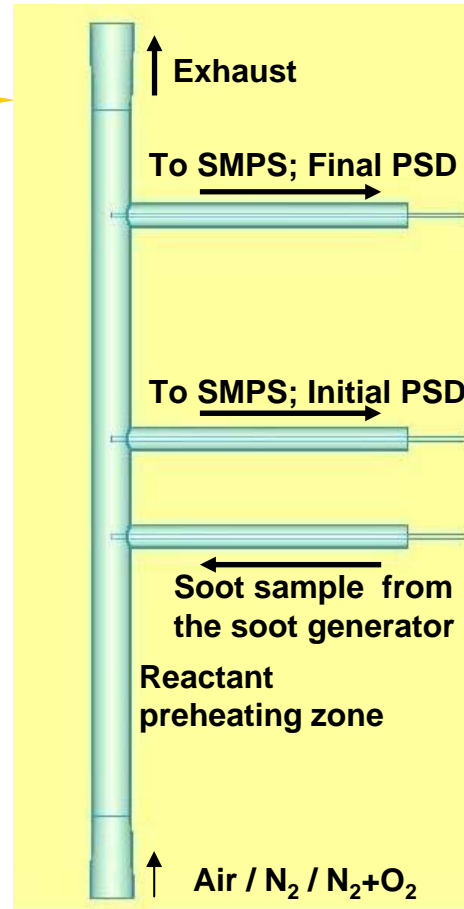 Exhaust
To SMPS; Final PSD
To SMPS; Initial PSD
Soot sample from
the soot generator
Reactant
preheating zone
Air / N₂ / N₂+O₂